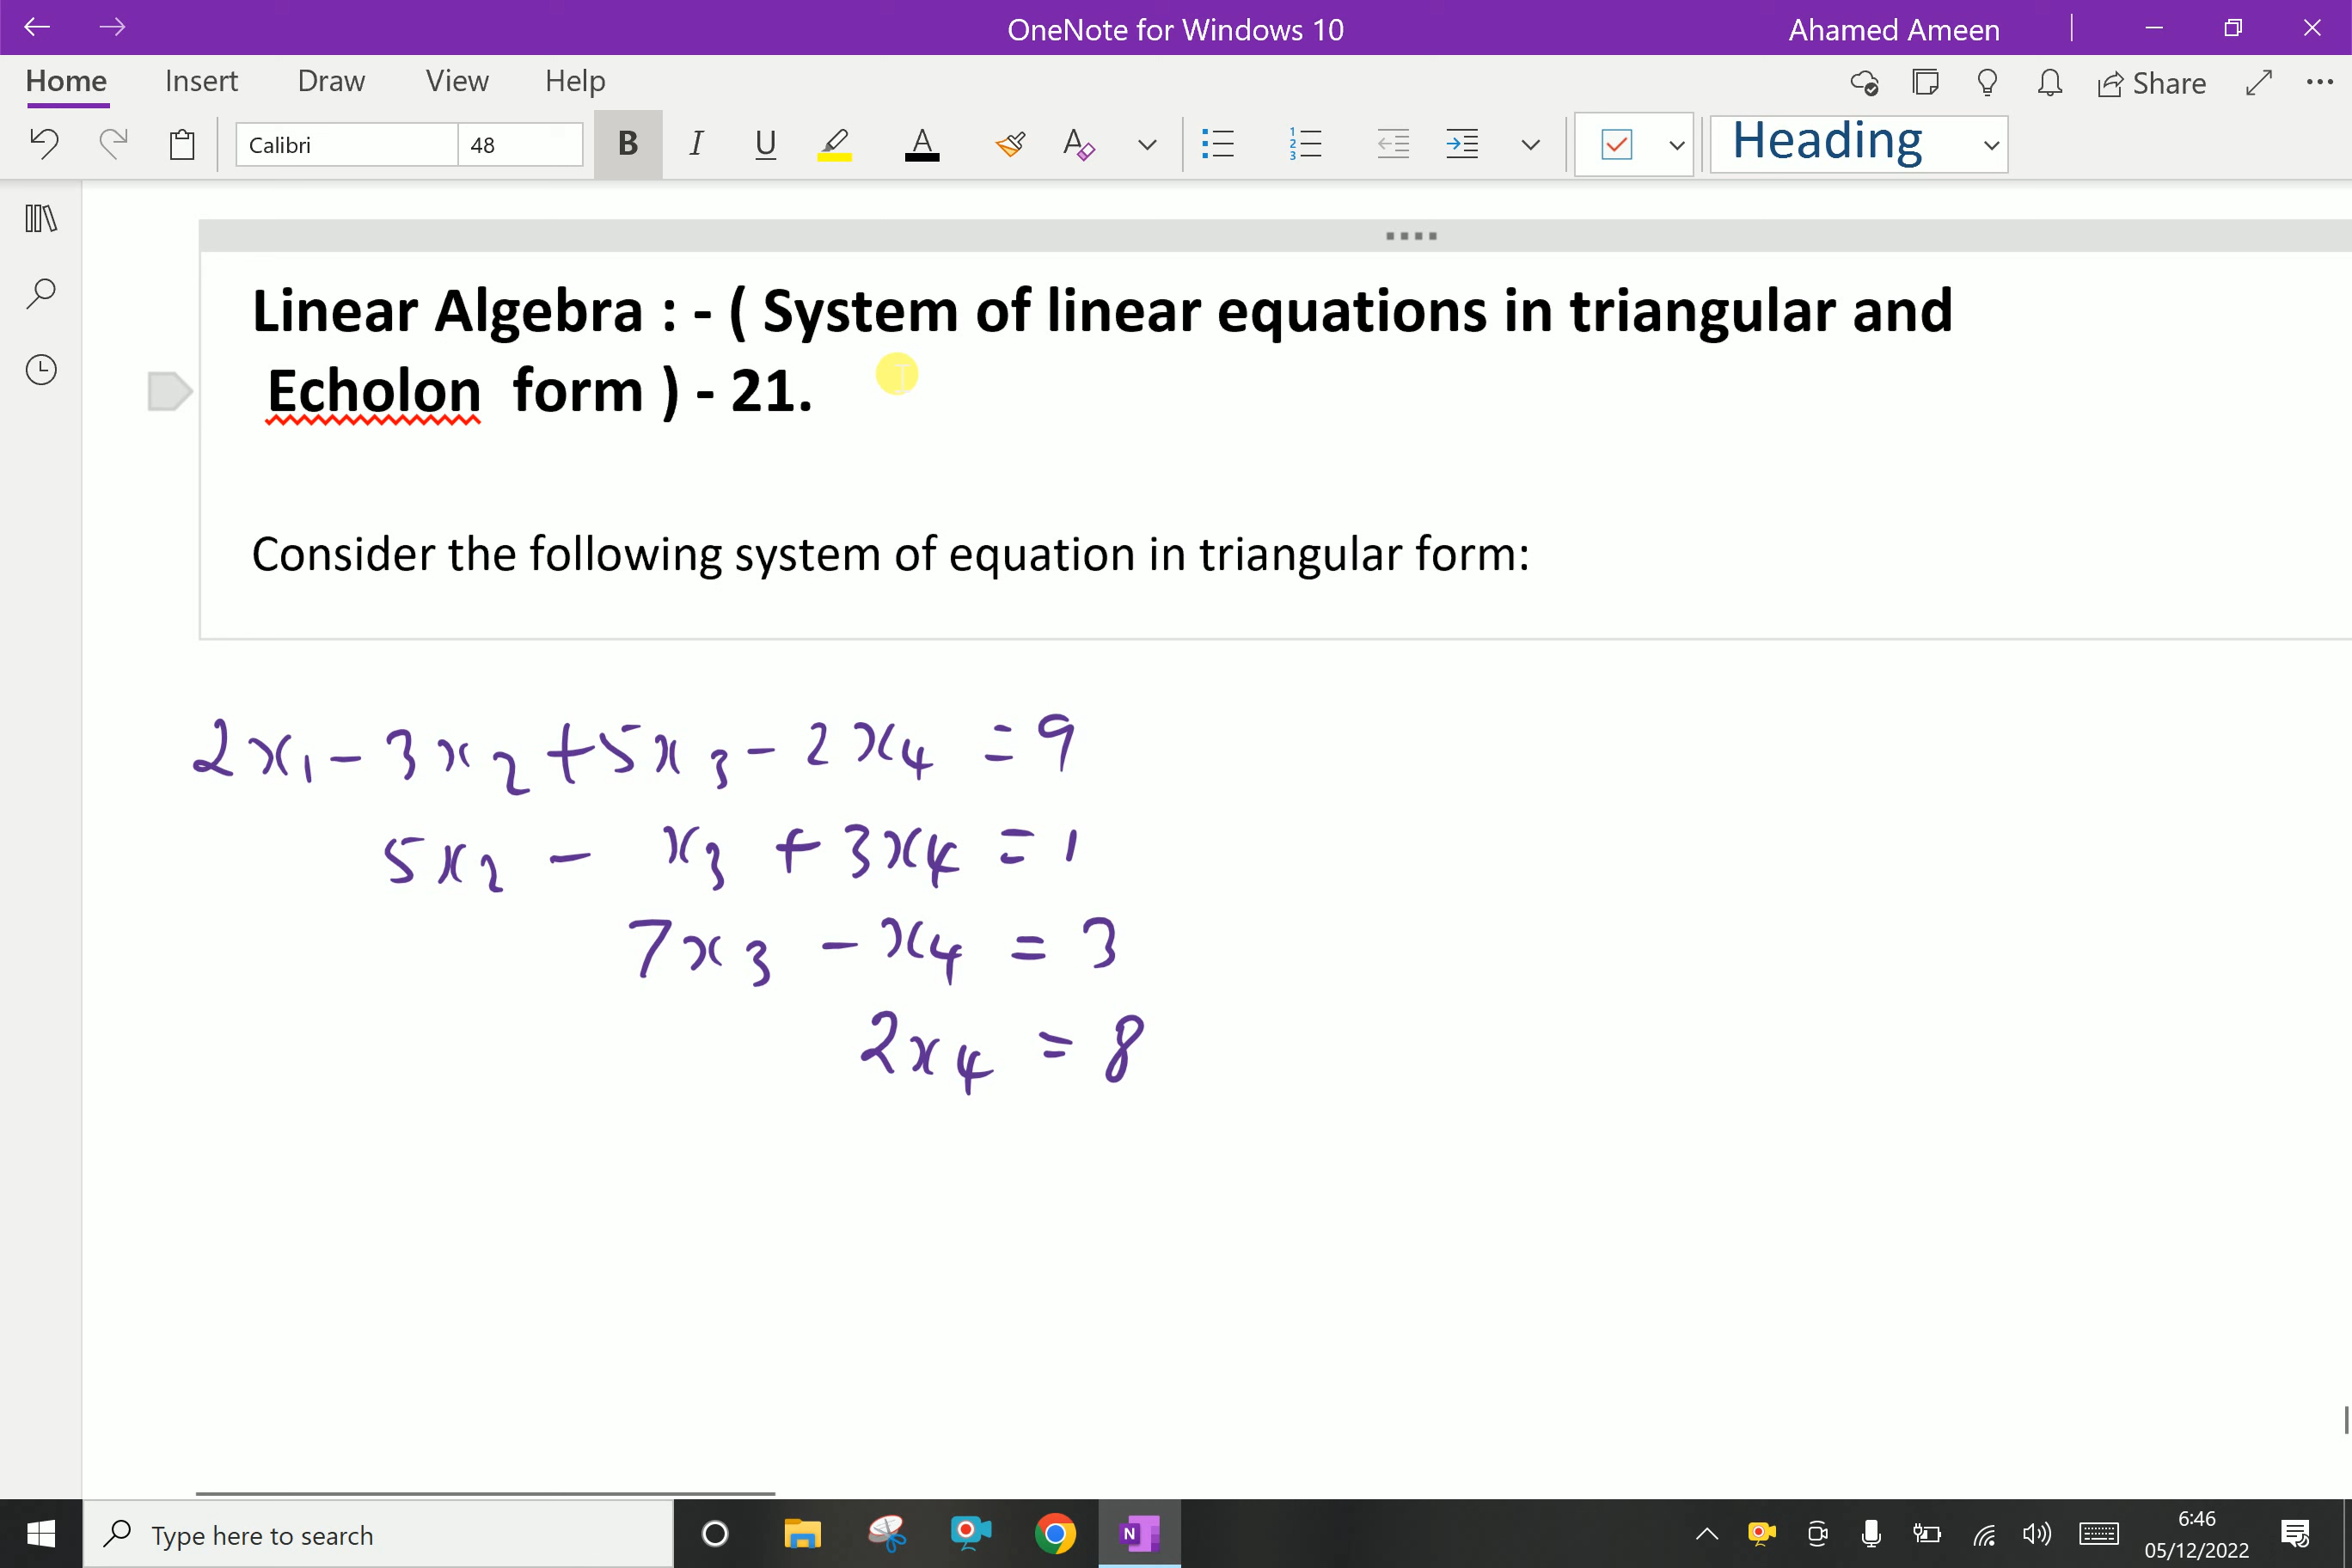 OneNote for Windows 10
Ahamed Ameen
Home Insert Draw View Help
Share
Calibri 48 B I U A A Heading
Linear Algebra : - ( System of linear equations in triangular and
Echolon form ) - 21.
Consider the following system of equation in triangular form:
2x₁ - 3x₂ + 5x₃ - 2x₄ = 9
5x₂ - x₃ + 3x₄ = 1
7x₃ - x₄ = 3
2x₄ = 8
Type here to search
N
6:46
05/12/2022